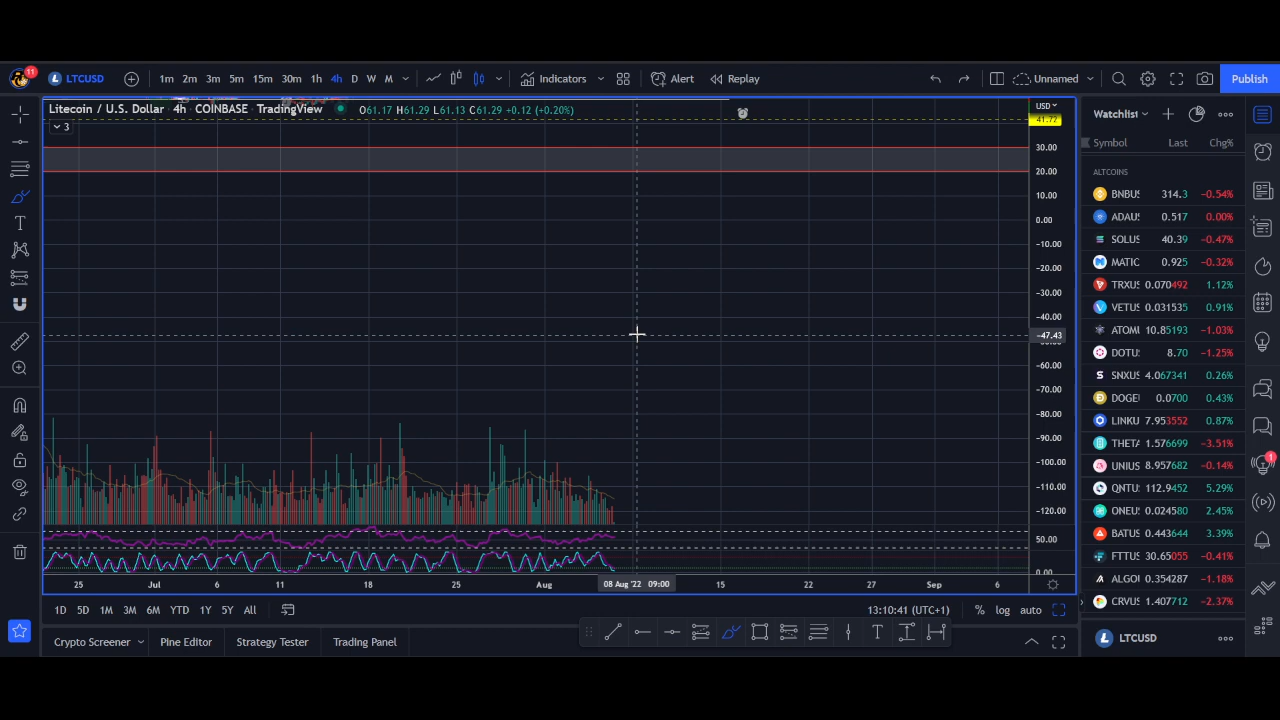 11 LTCUSD 1m 2m 3m 5m 15m 30m 1h 4h D W M Indicators Alert Replay Unnamed Publish
Litecoin / U.S. Dollar · 4h · COINBASE · TradingView O61.17 H61.29 L61.13 C61.29 +0.12 (+0.20%)
3
USD
41.72
30.00
20.00
10.00
0.00
−10.00
−20.00
−30.00
−40.00
−47.43
−60.00
−70.00
−80.00
−90.00
−100.00
−110.00
−120.00
50.00
0.00
25 Jul 6 11 18 25 Aug 08 Aug '22 09:00 15 22 27 Sep 6
1D 5D 1M 3M 6M YTD 1Y 5Y All 13:10:41 (UTC+1) % log auto
Crypto Screener Pine Editor Strategy Tester Trading Panel
Watchlist
Symbol Last Chg%
ALTCOINS
BNBUS 314.3 −0.54%
ADAUS 0.517 0.00%
SOLUS 40.39 −0.47%
MATIC 0.925 −0.32%
TRXUS 0.070492 1.12%
VETUS 0.031535 0.91%
ATOM 10.85193 −1.03%
DOTU 8.70 −1.25%
SNXUS 4.067341 0.26%
DOGE 0.0700 0.43%
LINKU 7.953552 0.87%
THETA 1.576699 −3.51%
UNIUS 8.957682 −0.14%
QNTU 112.9452 5.29%
ONEU 0.024580 2.45%
BATUS 0.443644 3.39%
FTTUS 30.65055 −0.41%
ALGO 0.354287 −1.18%
CRVUS 1.407712 −2.37%
1
LTCUSD